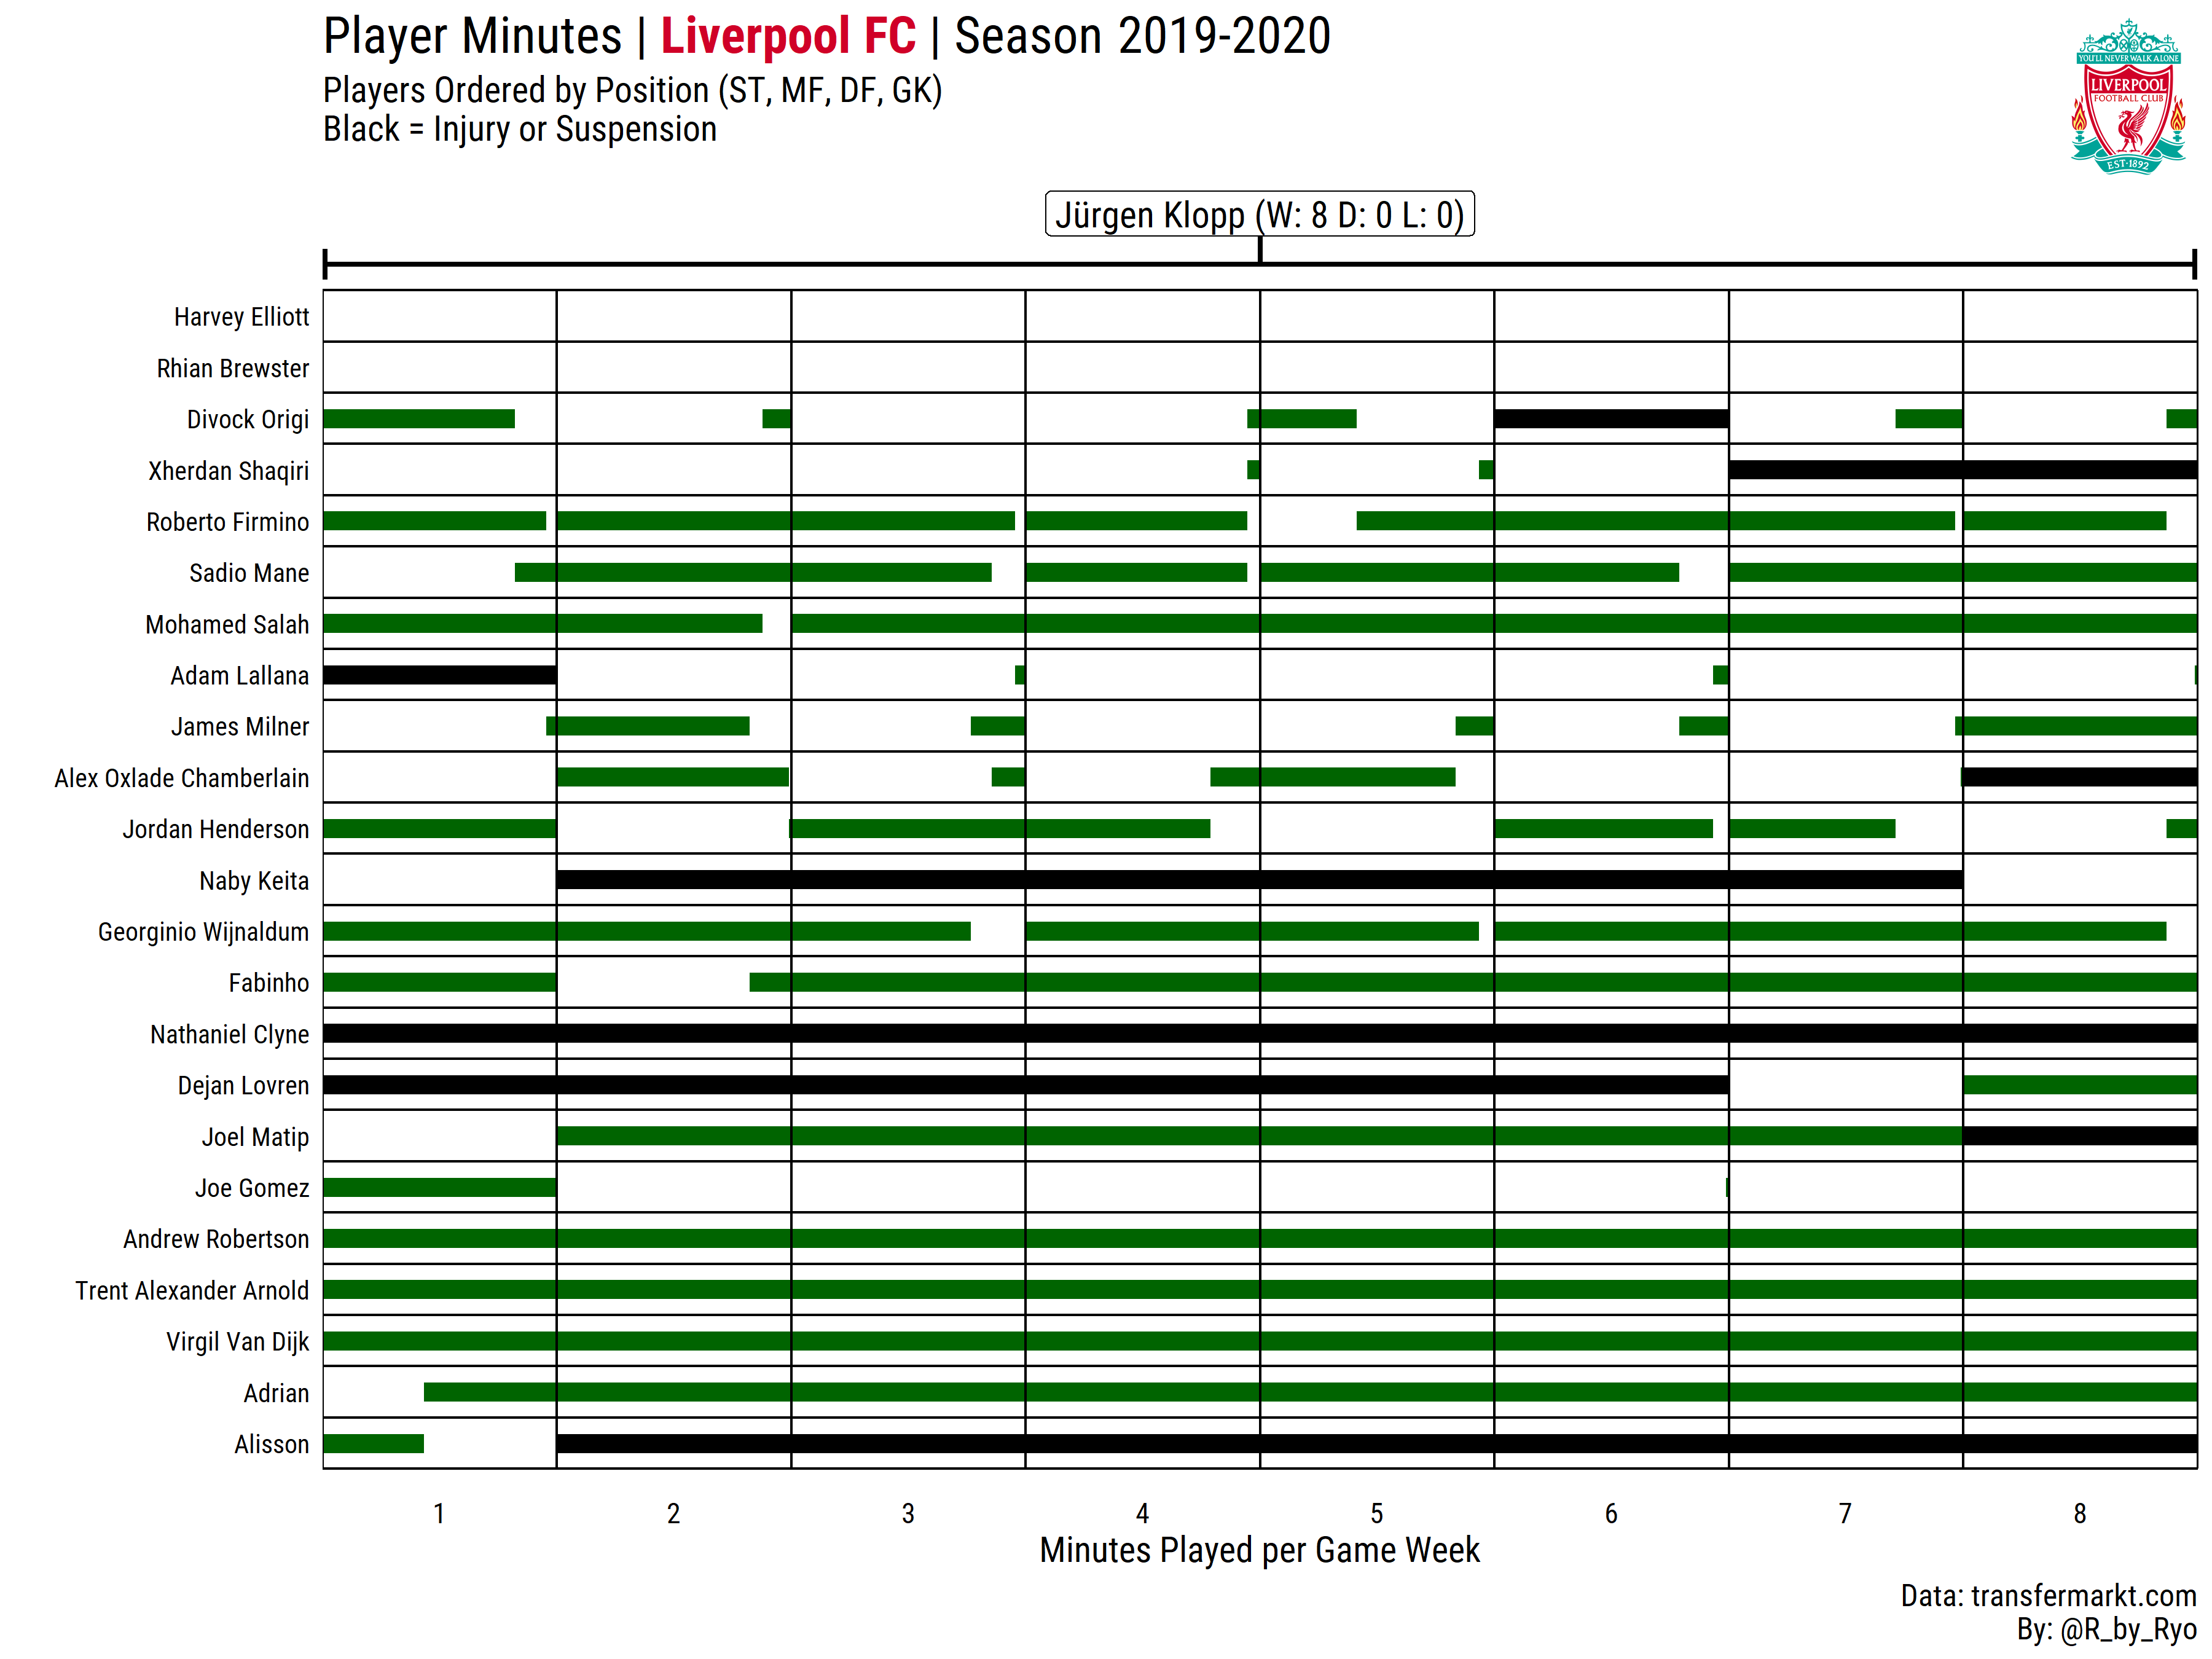 Player Minutes | Liverpool FC | Season 2019-2020
Players Ordered by Position (ST, MF, DF, GK)
Black = Injury or Suspension
YOU'LL NEVER WALK ALONE
LIVERPOOL
FOOTBALL CLUB
EST·1892
Jürgen Klopp (W: 8 D: 0 L: 0)
Harvey Elliott
Rhian Brewster
Divock Origi
Xherdan Shaqiri
Roberto Firmino
Sadio Mane
Mohamed Salah
Adam Lallana
James Milner
Alex Oxlade Chamberlain
Jordan Henderson
Naby Keita
Georginio Wijnaldum
Fabinho
Nathaniel Clyne
Dejan Lovren
Joel Matip
Joe Gomez
Andrew Robertson
Trent Alexander Arnold
Virgil Van Dijk
Adrian
Alisson
1 2 3 4 5 6 7 8
Minutes Played per Game Week
Data: transfermarkt.com
By: @R_by_Ryo